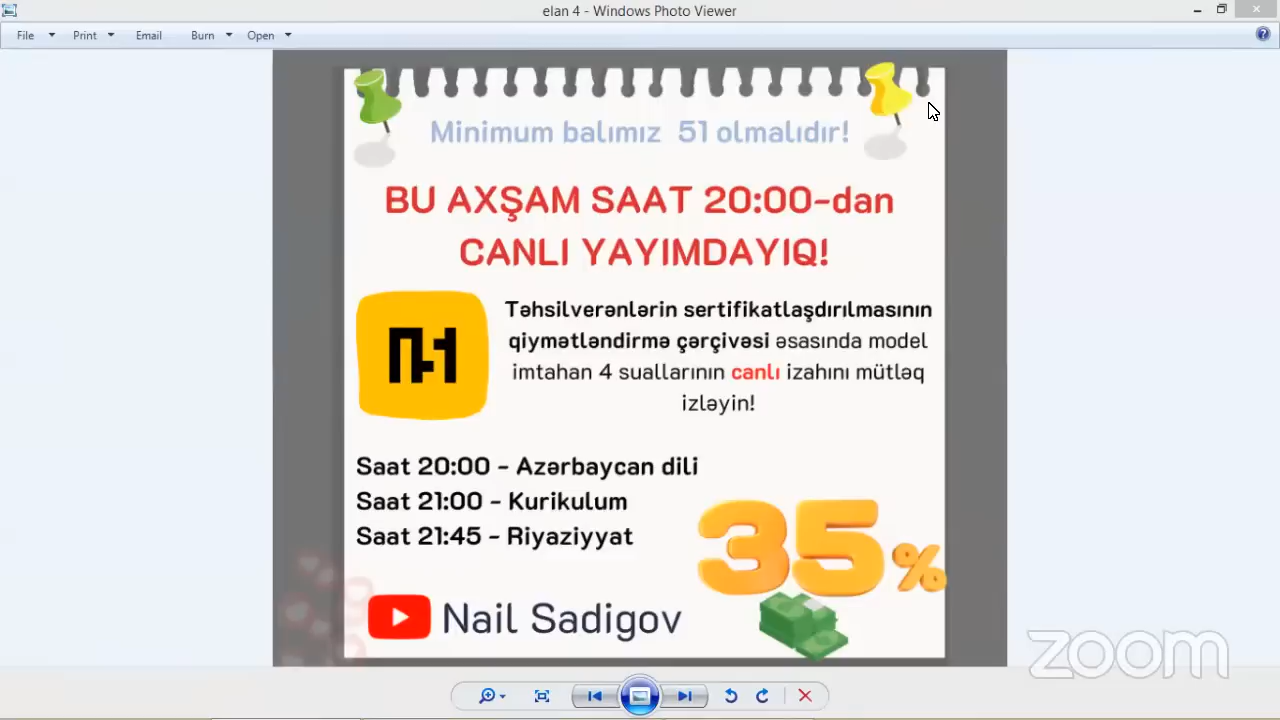 elan 4 - Windows Photo Viewer
File Print Email Burn Open
Minimum balımız 51 olmalıdır!
BU AXŞAM SAAT 20:00-dan
CANLI YAYIMDAYIQ!
Təhsilverənlərin sertifikatlaşdırılmasının
qiymətləndirmə çərçivəsi əsasında model
imtahan 4 suallarının canlı izahını mütləq
izləyin!
Saat 20:00 - Azərbaycan dili
Saat 21:00 - Kurikulum
Saat 21:45 - Riyaziyyat
35%
Nail Sadigov
zoom